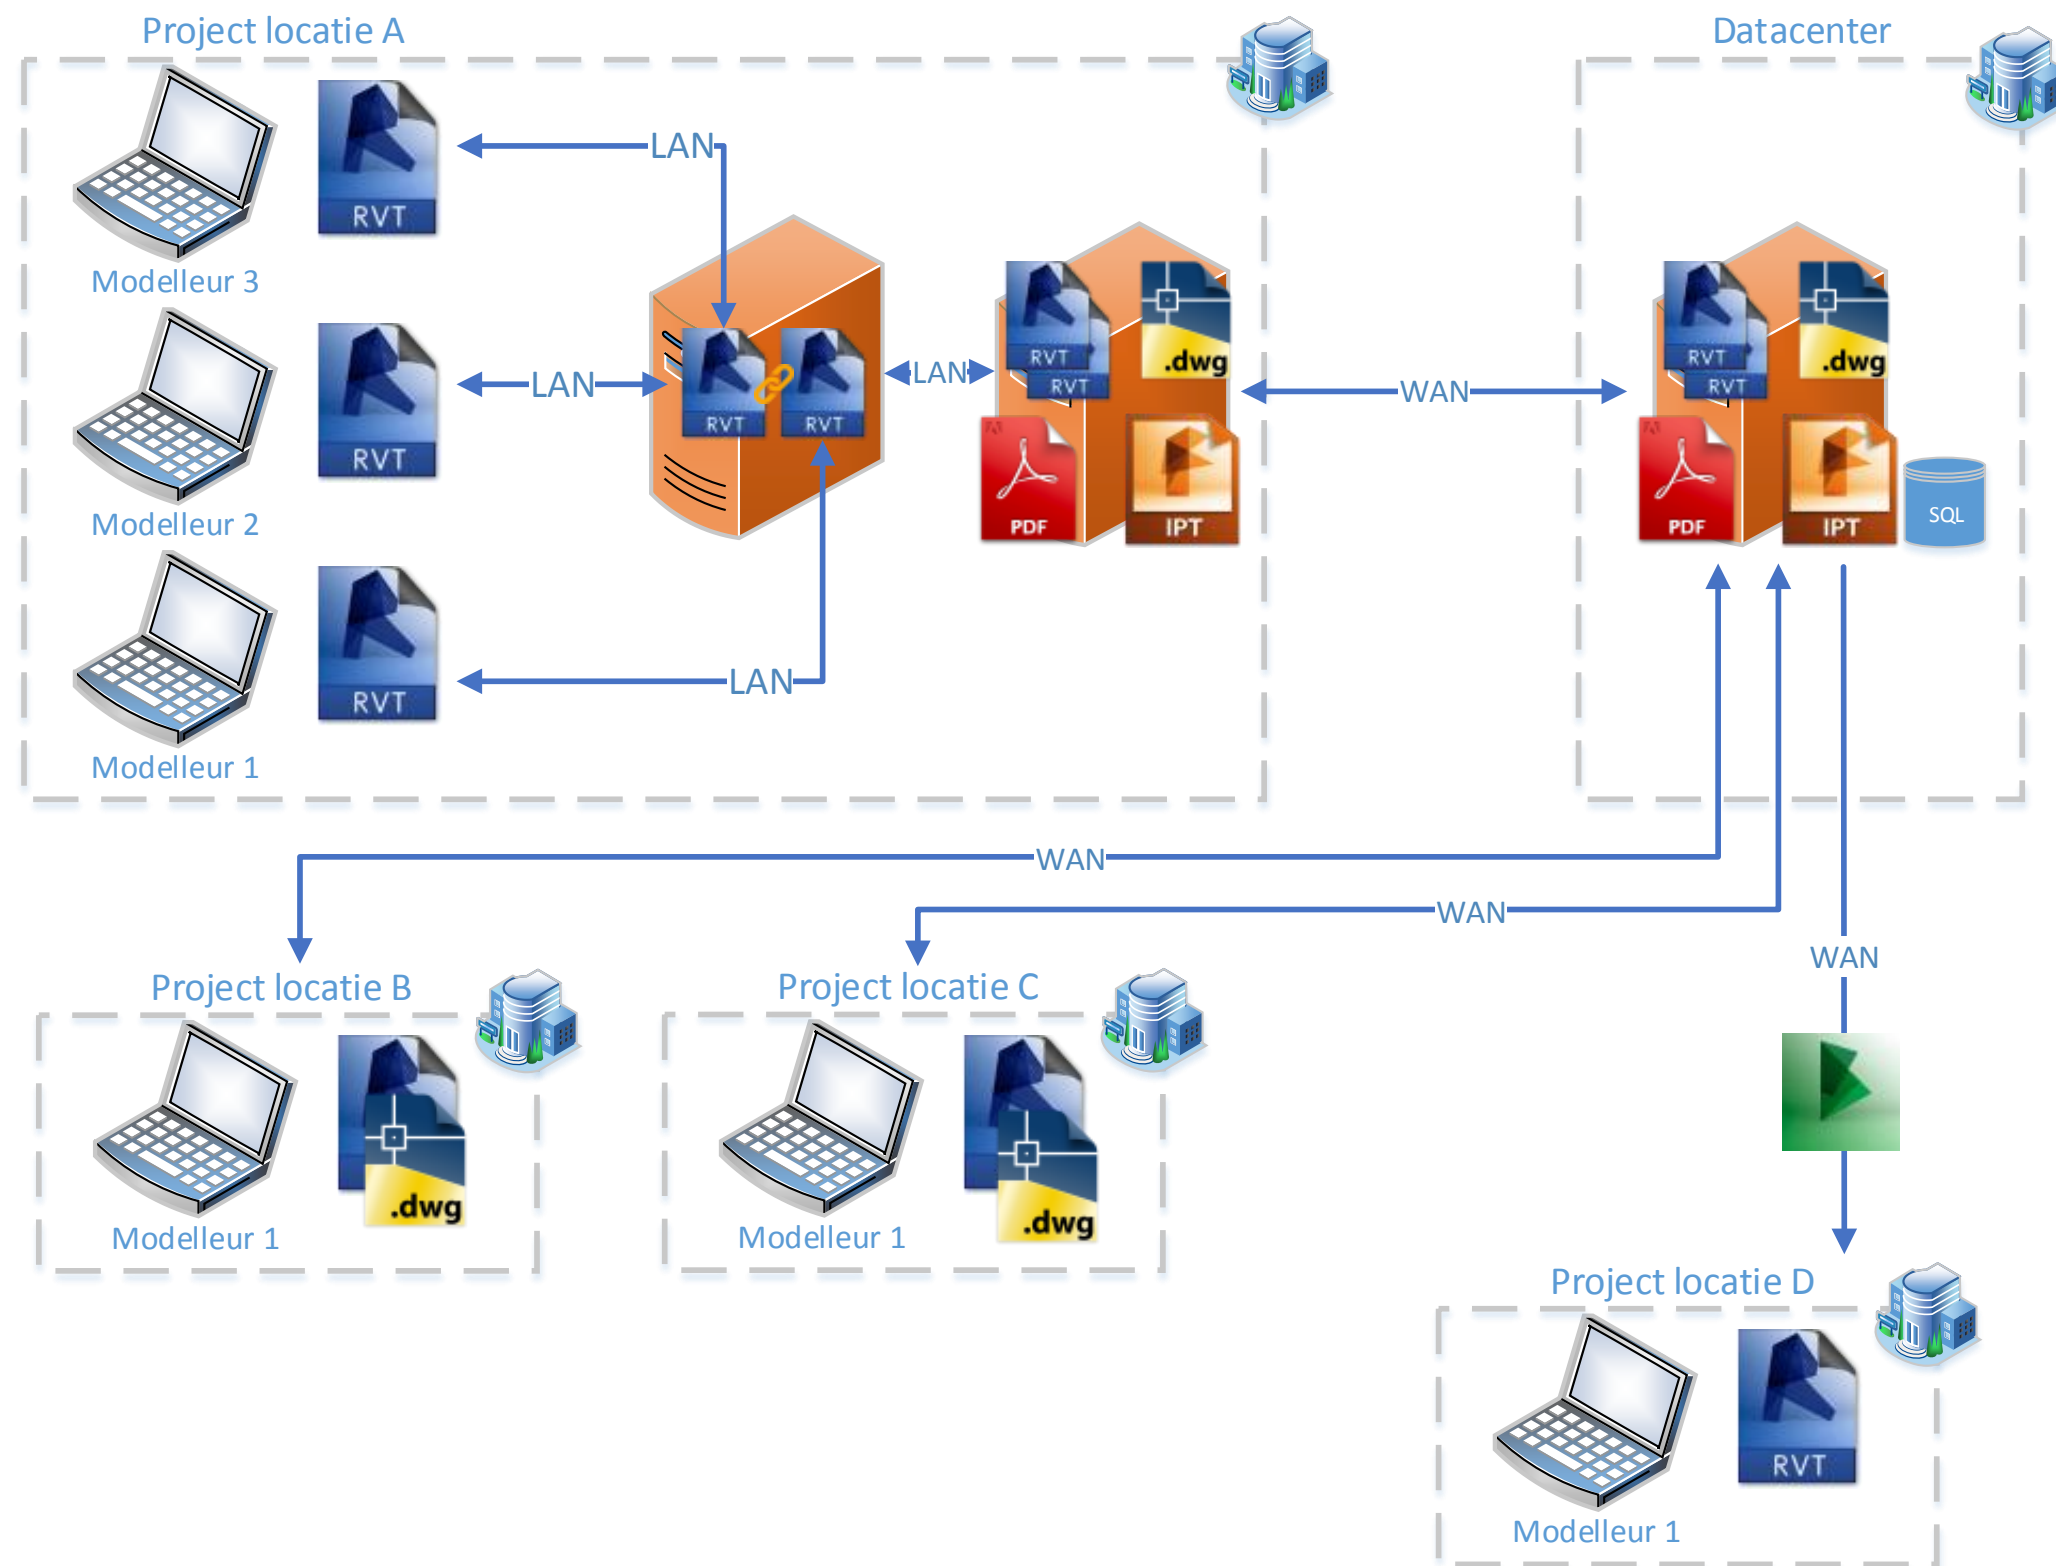 Project locatie A
Datacenter
RVT
LAN
Modelleur 3
RVT
LAN
Modelleur 2
RVT
LAN
Modelleur 1
RVT
RVT
LAN
RVT
RVT
.dwg
PDF
IPT
WAN
RVT
RVT
.dwg
PDF
IPT
SQL
WAN
WAN
WAN
Project locatie B
.dwg
Modelleur 1
Project locatie C
.dwg
Modelleur 1
Project locatie D
RVT
Modelleur 1